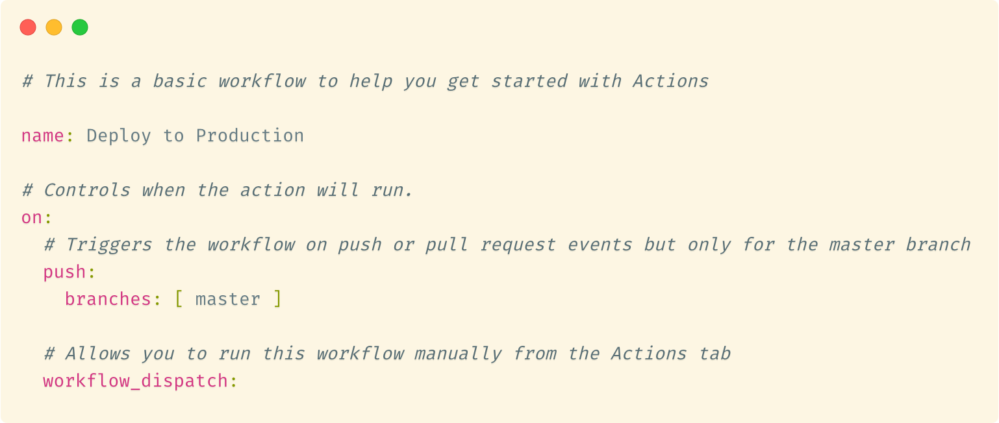 # This is a basic workflow to help you get started with Actions
name: Deploy to Production
# Controls when the action will run.
on:
  # Triggers the workflow on push or pull request events but only for the master branch
  push:
    branches: [ master ]
  # Allows you to run this workflow manually from the Actions tab
  workflow_dispatch: